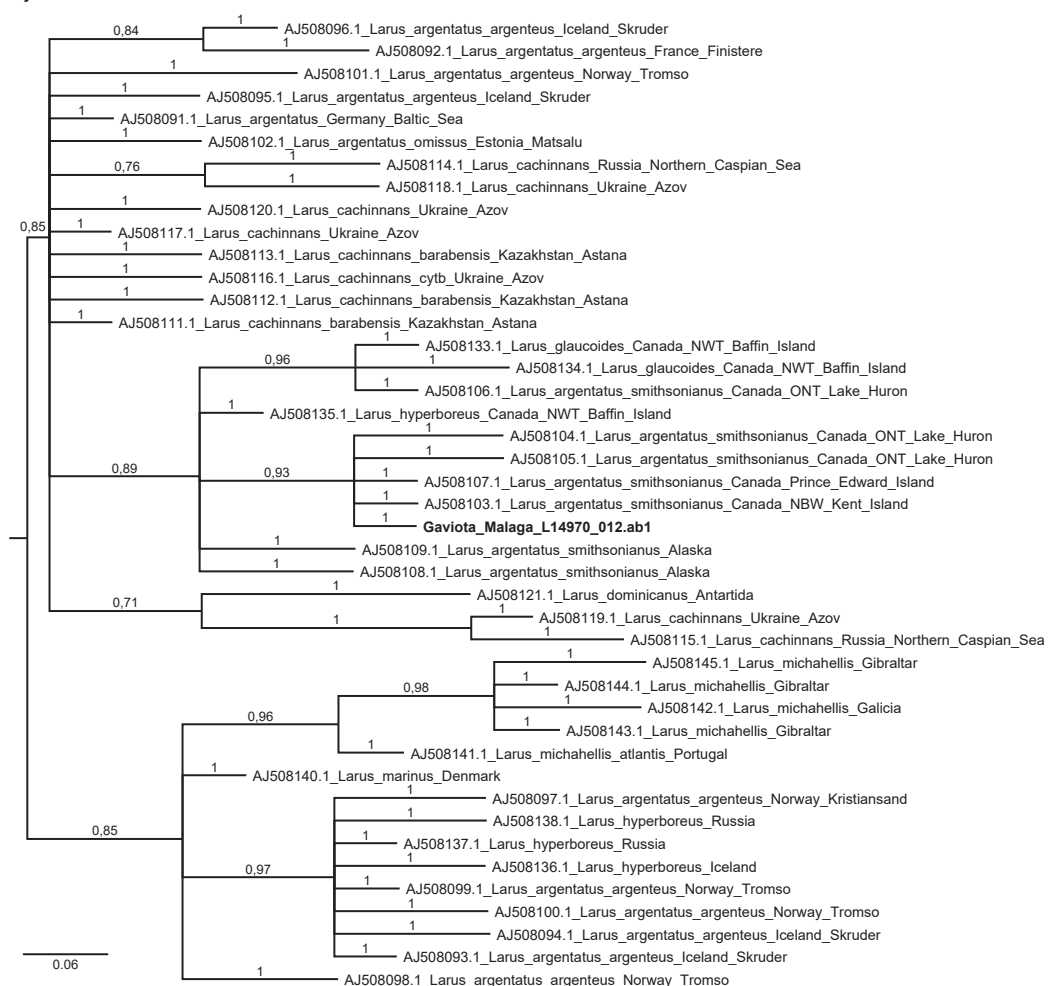 0,84
1
AJ508096.1_Larus_argentatus_argenteus_Iceland_Skruder
1
AJ508092.1_Larus_argentatus_argenteus_France_Finistere
1
AJ508101.1_Larus_argentatus_argenteus_Norway_Tromso
1
AJ508095.1_Larus_argentatus_argenteus_Iceland_Skruder
1
AJ508091.1_Larus_argentatus_Germany_Baltic_Sea
1
AJ508102.1_Larus_argentatus_omissus_Estonia_Matsalu
0,76
1
AJ508114.1_Larus_cachinnans_Russia_Northern_Caspian_Sea
1
AJ508118.1_Larus_cachinnans_Ukraine_Azov
1
AJ508120.1_Larus_cachinnans_Ukraine_Azov
0,85
1
AJ508117.1_Larus_cachinnans_Ukraine_Azov
1
AJ508113.1_Larus_cachinnans_barabensis_Kazakhstan_Astana
1
AJ508116.1_Larus_cachinnans_cytb_Ukraine_Azov
1
AJ508112.1_Larus_cachinnans_barabensis_Kazakhstan_Astana
1
AJ508111.1_Larus_cachinnans_barabensis_Kazakhstan_Astana
0,96
1
AJ508133.1_Larus_glaucoides_Canada_NWT_Baffin_Island
1
AJ508134.1_Larus_glaucoides_Canada_NWT_Baffin_Island
1
AJ508106.1_Larus_argentatus_smithsonianus_Canada_ONT_Lake_Huron
1
AJ508135.1_Larus_hyperboreus_Canada_NWT_Baffin_Island
0,89
0,93
1
AJ508104.1_Larus_argentatus_smithsonianus_Canada_ONT_Lake_Huron
1
AJ508105.1_Larus_argentatus_smithsonianus_Canada_ONT_Lake_Huron
1
AJ508107.1_Larus_argentatus_smithsonianus_Canada_Prince_Edward_Island
1
AJ508103.1_Larus_argentatus_smithsonianus_Canada_NBW_Kent_Island
1
Gaviota_Malaga_L14970_012.ab1
1
AJ508109.1_Larus_argentatus_smithsonianus_Alaska
1
AJ508108.1_Larus_argentatus_smithsonianus_Alaska
0,71
1
AJ508121.1_Larus_dominicanus_Antartida
1
1
AJ508119.1_Larus_cachinnans_Ukraine_Azov
1
AJ508115.1_Larus_cachinnans_Russia_Northern_Caspian_Sea
0,85
0,96
0,98
1
AJ508145.1_Larus_michahellis_Gibraltar
1
AJ508144.1_Larus_michahellis_Gibraltar
1
AJ508142.1_Larus_michahellis_Galicia
1
AJ508143.1_Larus_michahellis_Gibraltar
1
AJ508141.1_Larus_michahellis_atlantis_Portugal
1
AJ508140.1_Larus_marinus_Denmark
0,97
1
AJ508097.1_Larus_argentatus_argenteus_Norway_Kristiansand
1
AJ508138.1_Larus_hyperboreus_Russia
1
AJ508137.1_Larus_hyperboreus_Russia
1
AJ508136.1_Larus_hyperboreus_Iceland
1
AJ508099.1_Larus_argentatus_argenteus_Norway_Tromso
1
AJ508100.1_Larus_argentatus_argenteus_Norway_Tromso
1
AJ508094.1_Larus_argentatus_argenteus_Iceland_Skruder
1
AJ508093.1_Larus_argentatus_argenteus_Iceland_Skruder
1
AJ508098.1_Larus_argentatus_argenteus_Norway_Tromso
0.06